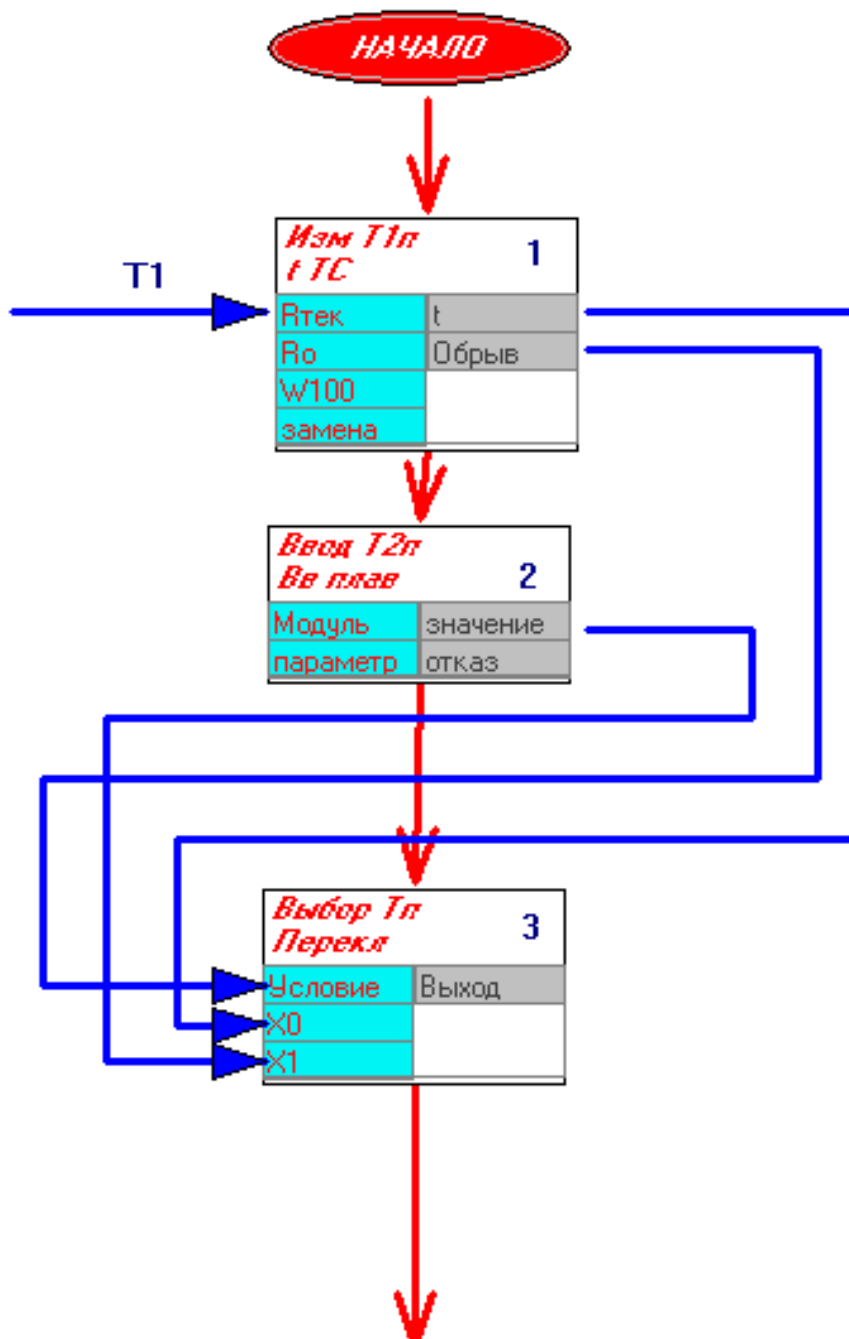 НАЧАЛО
Изм Т1п
t ТС
1
Т1
Rтек
t
Ro
Обрыв
W100
замена
Ввод Т2п
Вв плав
2
Модуль
значение
параметр
отказ
Выбор Тп
Перекл
3
Условие
Выход
X0
X1